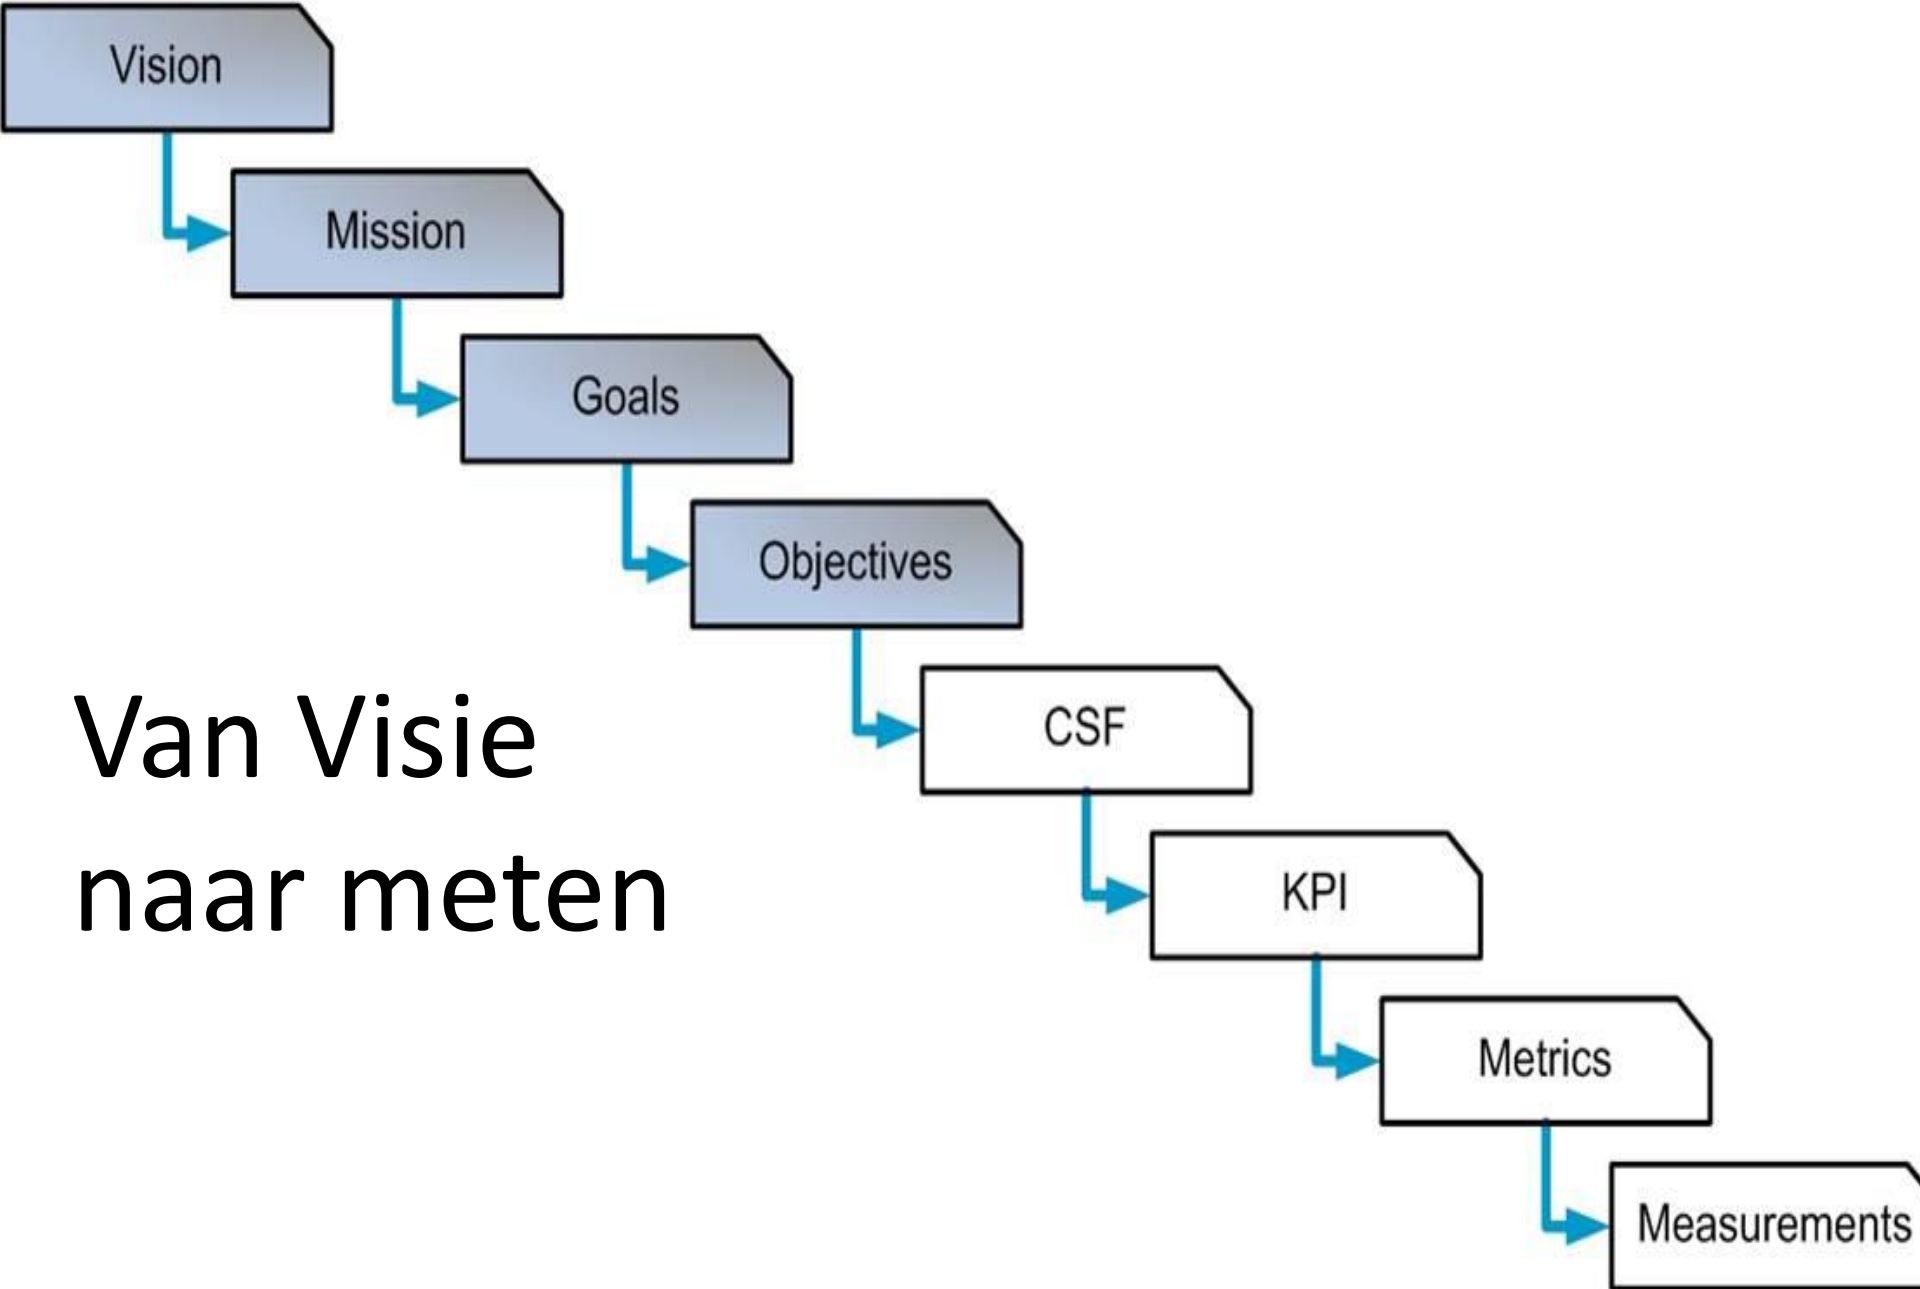 Vision
Mission
Goals
Objectives
CSF
KPI
Metrics
Measurements
Van Visie
naar meten